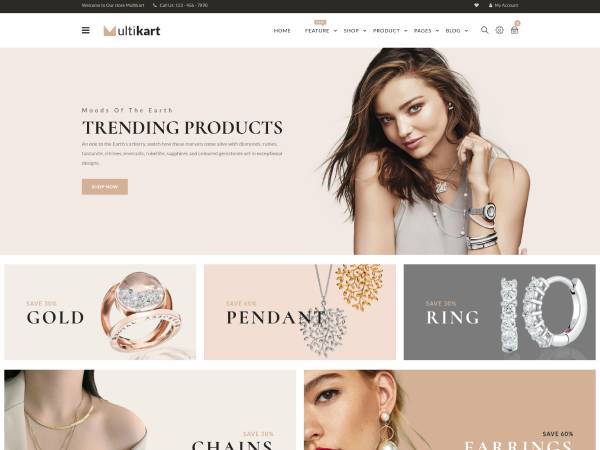 Welcome to Our store Multikart
Call Us: 123 - 456 - 7890
My Account
Multikart
HOME
FEATURE
SHOP
PRODUCT
PAGES
BLOG
Moods Of The Earth
TRENDING PRODUCTS
An ode to the Earth's artistry, watch how these marvels come alive with diamonds, rubies,
tanzanite, citrines, emeralds, rubellite, sapphires and coloured gemstone set in exceptional
designs.
SHOP NOW
SAVE 30%
GOLD
SAVE 60%
PENDANT
SAVE 30%
RING
SAVE 30%
CHAINS
SAVE 60%
EARRINGS